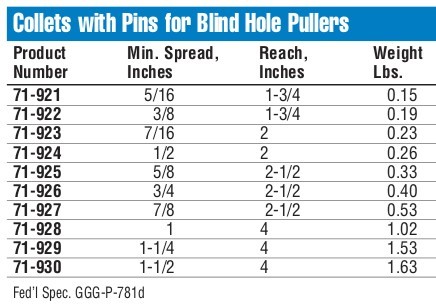 Collets with Pins for Blind Hole Pullers
Product Min. Spread, Reach, Weight
Number Inches Inches Lbs.
71-921 5/16 1-3/4 0.15
71-922 3/8 1-3/4 0.19
71-923 7/16 2 0.23
71-924 1/2 2 0.26
71-925 5/8 2-1/2 0.33
71-926 3/4 2-1/2 0.40
71-927 7/8 2-1/2 0.53
71-928 1 4 1.02
71-929 1-1/4 4 1.53
71-930 1-1/2 4 1.63
Fed'l Spec. GGG-P-781d